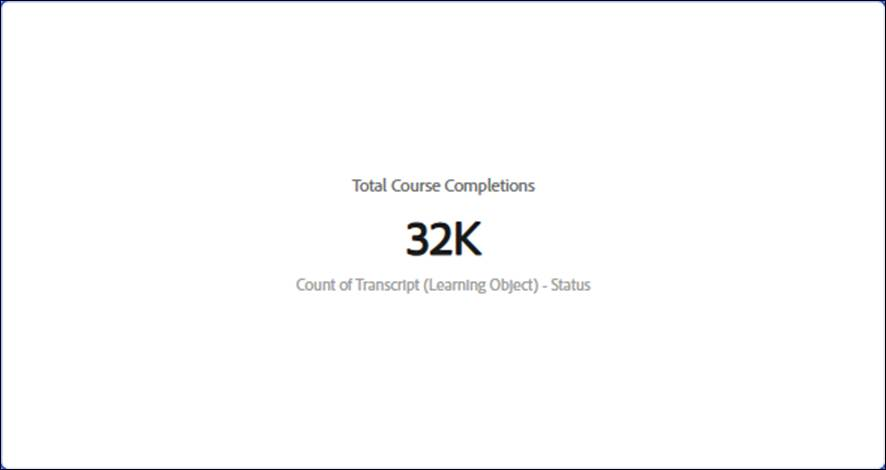 Total Course Completions
32K
Count of Transcript (Learning Object) - Status